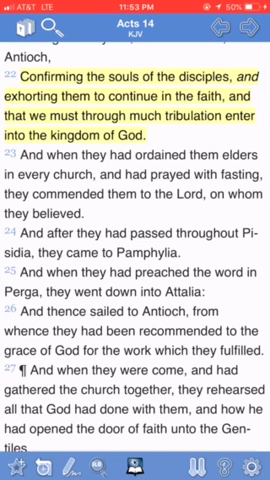 AT&T LTE 11:53 PM 50%
Acts 14
KJV
Antioch,
22 Confirming the souls of the disciples, and
exhorting them to continue in the faith, and
that we must through much tribulation enter
into the kingdom of God.
23 And when they had ordained them elders
in every church, and had prayed with fasting,
they commended them to the Lord, on whom
they believed.
24 And after they had passed throughout Pi-
sidia, they came to Pamphylia.
25 And when they had preached the word in
Perga, they went down into Attalia:
26 And thence sailed to Antioch, from
whence they had been recommended to the
grace of God for the work which they fulfilled.
27 ¶ And when they were come, and had
gathered the church together, they rehearsed
all that God had done with them, and how he
had opened the door of faith unto the Gen-
tiles.